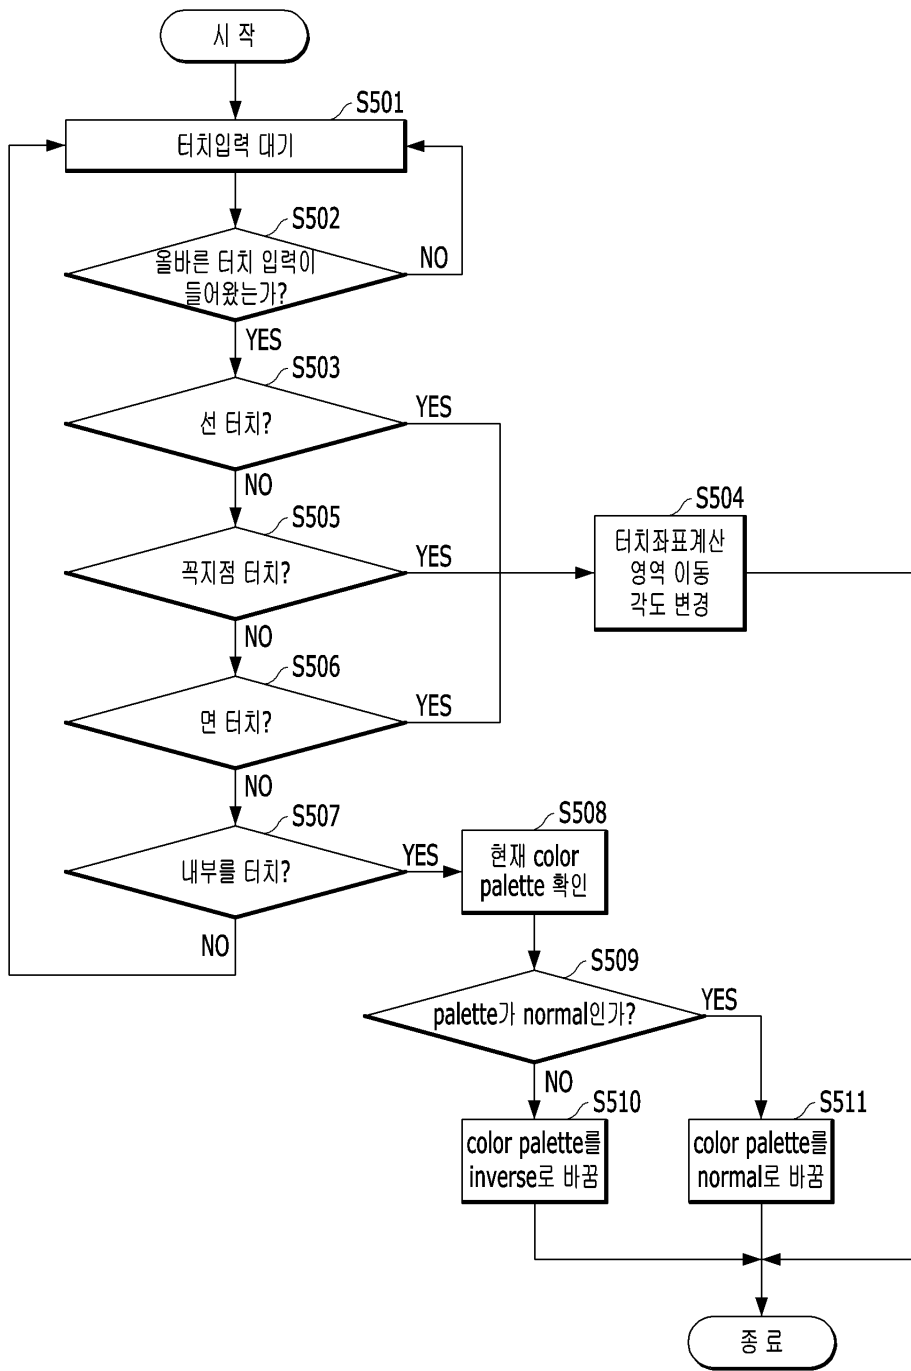 시 작
S501
터치입력 대기
S502
올바른 터치 입력이
들어왔는가?
NO
YES
S503
선 터치?
YES
NO
S505
꼭지점 터치?
YES
S504
터치좌표계산
영역 이동
각도 변경
NO
S506
면 터치?
YES
NO
S507
내부를 터치?
YES
NO
S508
현재 color
palette 확인
S509
palette가 normal인가?
YES
NO
S510
color palette를
inverse로 바꿈
S511
color palette를
normal로 바꿈
종 료